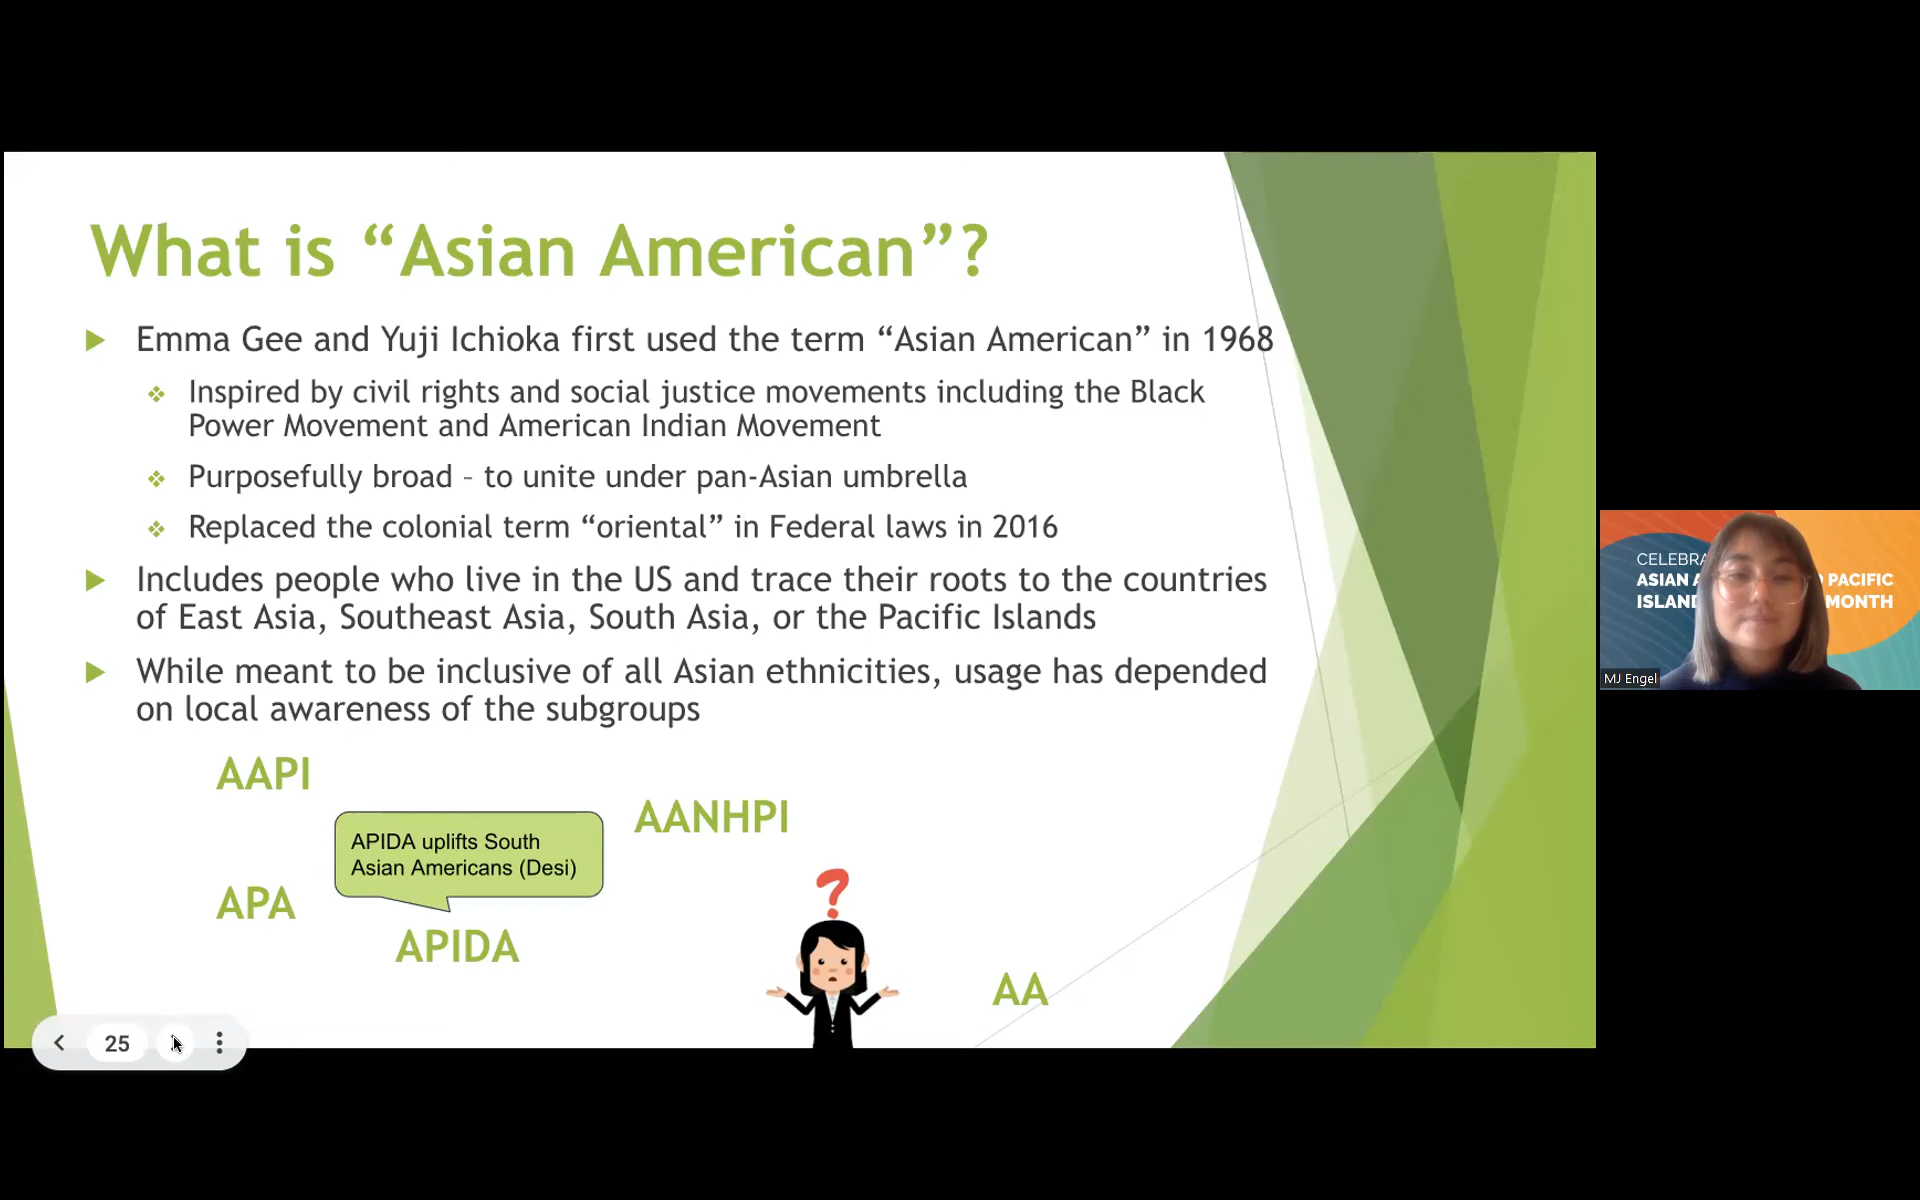 What is “Asian American”?
Emma Gee and Yuji Ichioka first used the term “Asian American” in 1968
Inspired by civil rights and social justice movements including the Black
Power Movement and American Indian Movement
Purposefully broad – to unite under pan-Asian umbrella
Replaced the colonial term “oriental” in Federal laws in 2016
Includes people who live in the US and trace their roots to the countries
of East Asia, Southeast Asia, South Asia, or the Pacific Islands
While meant to be inclusive of all Asian ethnicities, usage has depended
on local awareness of the subgroups
AAPI
AANHPI
APIDA uplifts South
Asian Americans (Desi)
APA
APIDA
?
AA
25
CELEBRA
ASIAN A PACIFIC
ISLAN MONTH
MJ Engel